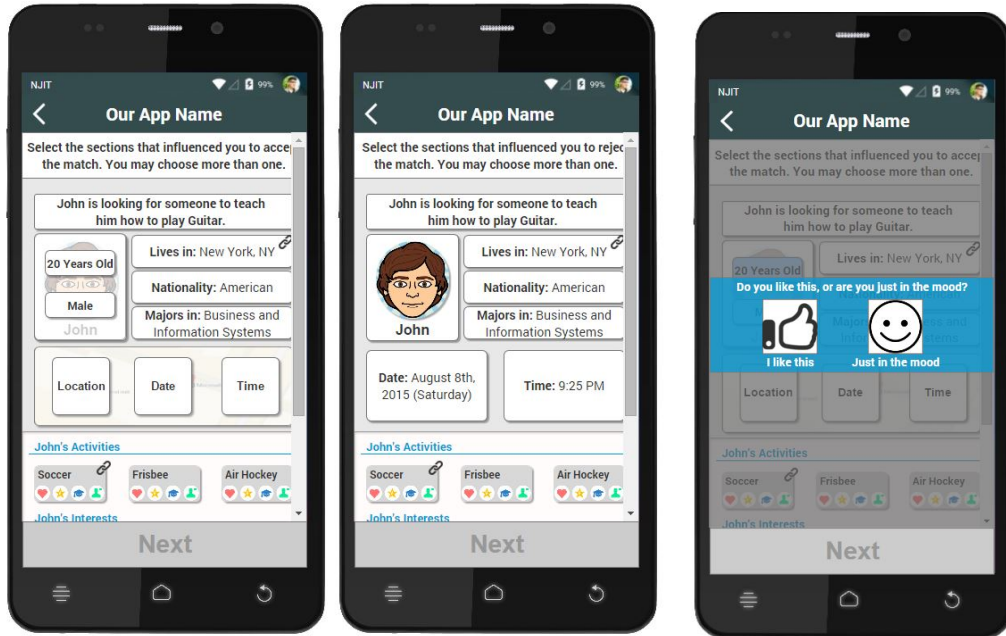 NJIT
99%
Our App Name
Select the sections that influenced you to accep
the match. You may choose more than one.
John is looking for someone to teach
him how to play Guitar.
20 Years Old
Male
John
Lives in: New York, NY
Nationality: American
Majors in: Business and
Information Systems
Location
Date
Time
John's Activities
Soccer
Frisbee
Air Hockey
John's Interests
Next
NJIT
99%
Our App Name
Select the sections that influenced you to rejec
the match. You may choose more than one.
John is looking for someone to teach
him how to play Guitar.
John
Lives in: New York, NY
Nationality: American
Majors in: Business and
Information Systems
Date: August 8th,
2015 (Saturday)
Time: 9:25 PM
John's Activities
Soccer
Frisbee
Air Hockey
John's Interests
Next
NJIT
99%
Our App Name
Select the sections that influenced you to accep
the match. You may choose more than one.
John is looking for someone to teach
him how to play Guitar.
20 Years Old
Lives in: New York, NY
Do you like this, or are you just in the mood?
I like this
Just in the mood
Majors in: Business and
Location
Date
Time
John's Activities
Soccer
Frisbee
Air Hockey
John's Interests
Next